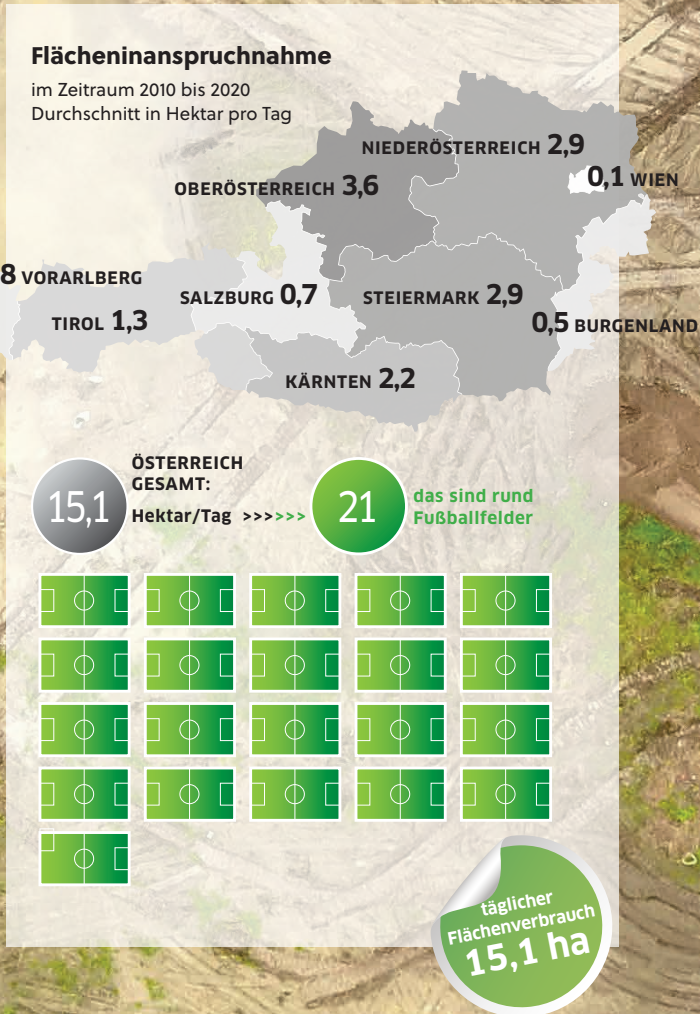 Flächeninanspruchnahme
im Zeitraum 2010 bis 2020
Durchschnitt in Hektar pro Tag
NIEDERÖSTERREICH 2,9
0,1 WIEN
OBERÖSTERREICH 3,6
8 VORARLBERG
SALZBURG 0,7
STEIERMARK 2,9
TIROL 1,3
0,5 BURGENLAND
KÄRNTEN 2,2
ÖSTERREICH
GESAMT:
15,1
Hektar/Tag >>>>>>
21
das sind rund
Fußballfelder
täglicher
Flächenverbrauch
15,1 ha